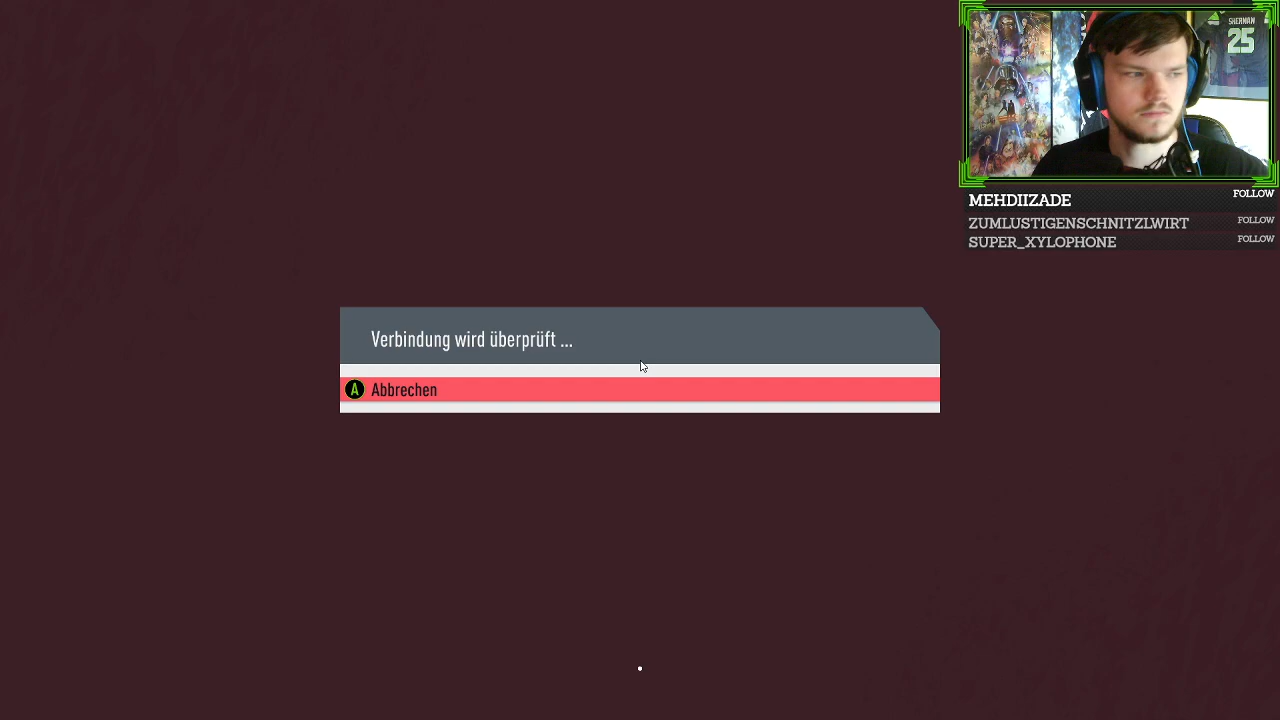 SHERMAN
25
MEHDIIZADE FOLLOW
ZUMLUSTIGENSCHNITZLWIRT FOLLOW
SUPER_XYLOPHONE FOLLOW
Verbindung wird überprüft ...
A Abbrechen